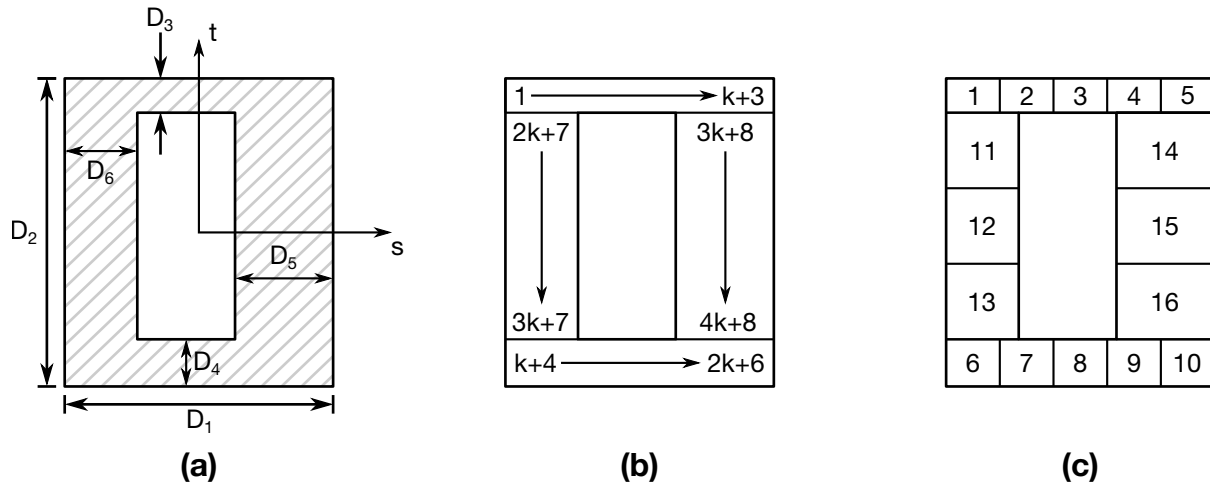 D₃
t
D₆
D₂
D₅
s
D₄
D₁
(a)
1 k+3
2k+7 3k+8
3k+7 4k+8
k+4 2k+6
(b)
1 2 3 4 5
11 14
12 15
13 16
6 7 8 9 10
(c)